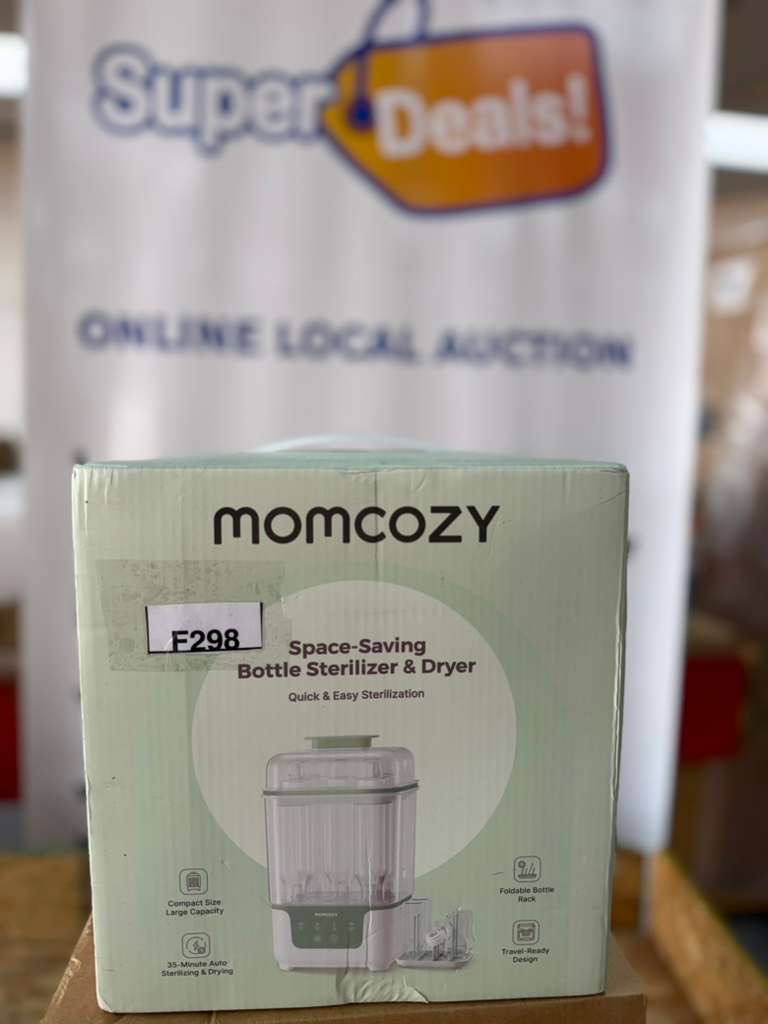 Super Deals!
ONLINE LOCAL AUCTION
momcozy
F298
Space-Saving
Bottle Sterilizer & Dryer
Quick & Easy Sterilization
MOMCOZY
Compact Size
Large Capacity
35-Minute Auto
Sterilizing & Drying
Foldable Bottle
Rack
Travel-Ready
Design